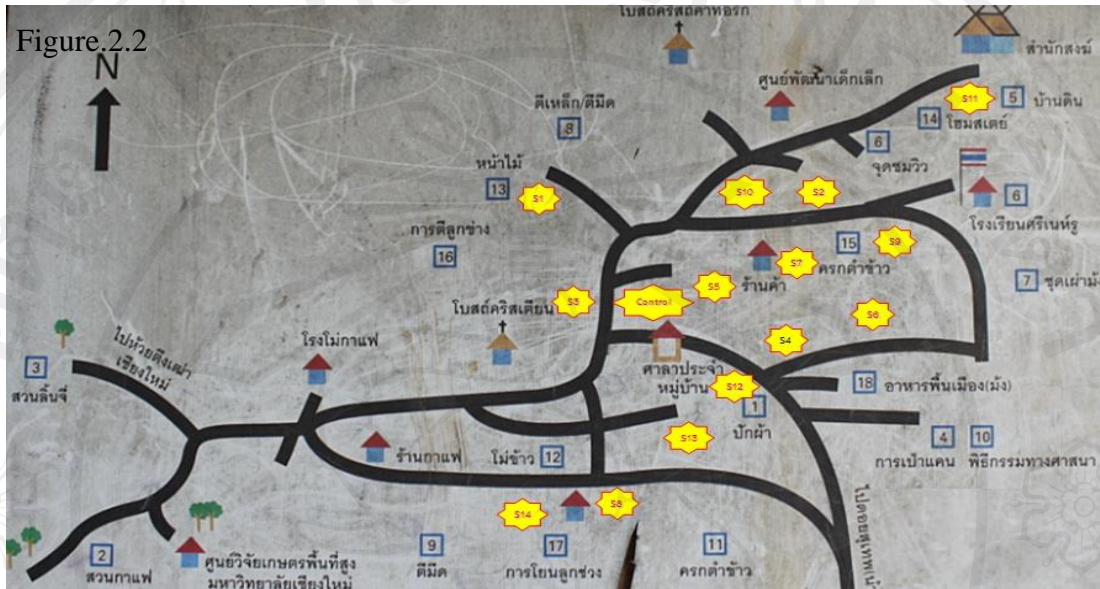 Figure.2.2
N
โบสถ์คริสต์คาทอริก
สำนักสงฆ์
ศูนย์พัฒนาเด็กเล็ก
S11
5
บ้านดิน
14
โฮมสเตย์
ตีเหล็ก/ตีมีด
8
6
จุดชมวิว
หน้าไม้
13
S1
S10
S2
6
โรงเรียนศรีเนห์รู
การตีลูกข่าง
16
15
S9
S7
ครกตำข้าว
7
ชุดเผ่าม้ง
S5
ร้านค้า
S3
Control
โบสถ์คริสเตียน
S6
S4
โรงโม่กาแฟ
ไปห้วยตึงเฒ่า
เชียงใหม่
3
สวนลิ้นจี่
ศาลาประจำ
หมู่บ้าน
S12
1
ปักผ้า
18
อาหารพื้นเมือง(ม้ง)
S13
4
10
การเป่าแคน
พิธีกรรมทางศาสนา
ร้านกาแฟ
โม่ข้าว
12
S14
S8
2
สวนกาแฟ
ศูนย์วิจัยเกษตรพื้นที่สูง
มหาวิทยาลัยเชียงใหม่
9
ตีมีด
17
การโยนลูกช่วง
11
ครกตำข้าว